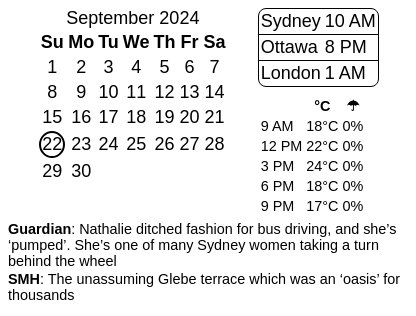 September 2024
Su Mo Tu We Th Fr Sa
1 2 3 4 5 6 7
8 9 10 11 12 13 14
15 16 17 18 19 20 21
22 23 24 25 26 27 28
29 30
Sydney 10 AM
Ottawa 8 PM
London 1 AM
°C ☂
9 AM 18°C 0%
12 PM 22°C 0%
3 PM 24°C 0%
6 PM 18°C 0%
9 PM 17°C 0%
Guardian: Nathalie ditched fashion for bus driving, and she's
‘pumped’. She's one of many Sydney women taking a turn
behind the wheel
SMH: The unassuming Glebe terrace which was an ‘oasis’ for
thousands